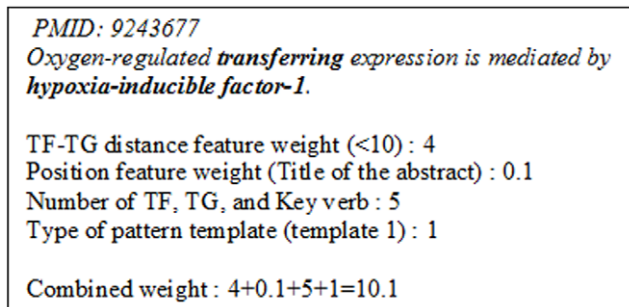 PMID: 9243677
Oxygen-regulated transferring expression is mediated by
hypoxia-inducible factor-1.
TF-TG distance feature weight (<10) : 4
Position feature weight (Title of the abstract) : 0.1
Number of TF, TG, and Key verb : 5
Type of pattern template (template 1) : 1
Combined weight : 4+0.1+5+1=10.1